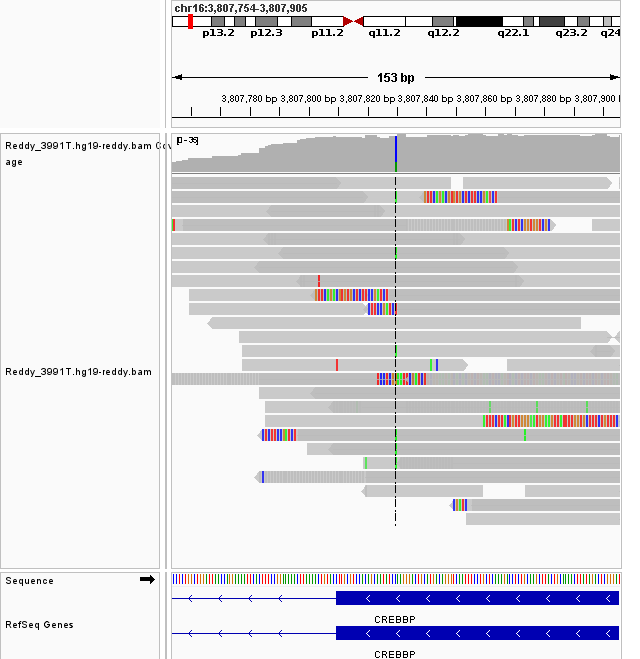 chr16:3,807,754-3,807,905
p13.2 p12.3 p11.2 q11.2 q12.2 q22.1 q23.2 q24
153 bp
3,807,780 bp 3,807,800 bp 3,807,820 bp 3,807,840 bp 3,807,860 bp 3,807,880 bp 3,807,900 bp
Reddy_3991T.hg19-reddy.bam Cov
age
Reddy_3991T.hg19-reddy.bam
Sequence
CREBBP
RefSeq Genes
CREBBP